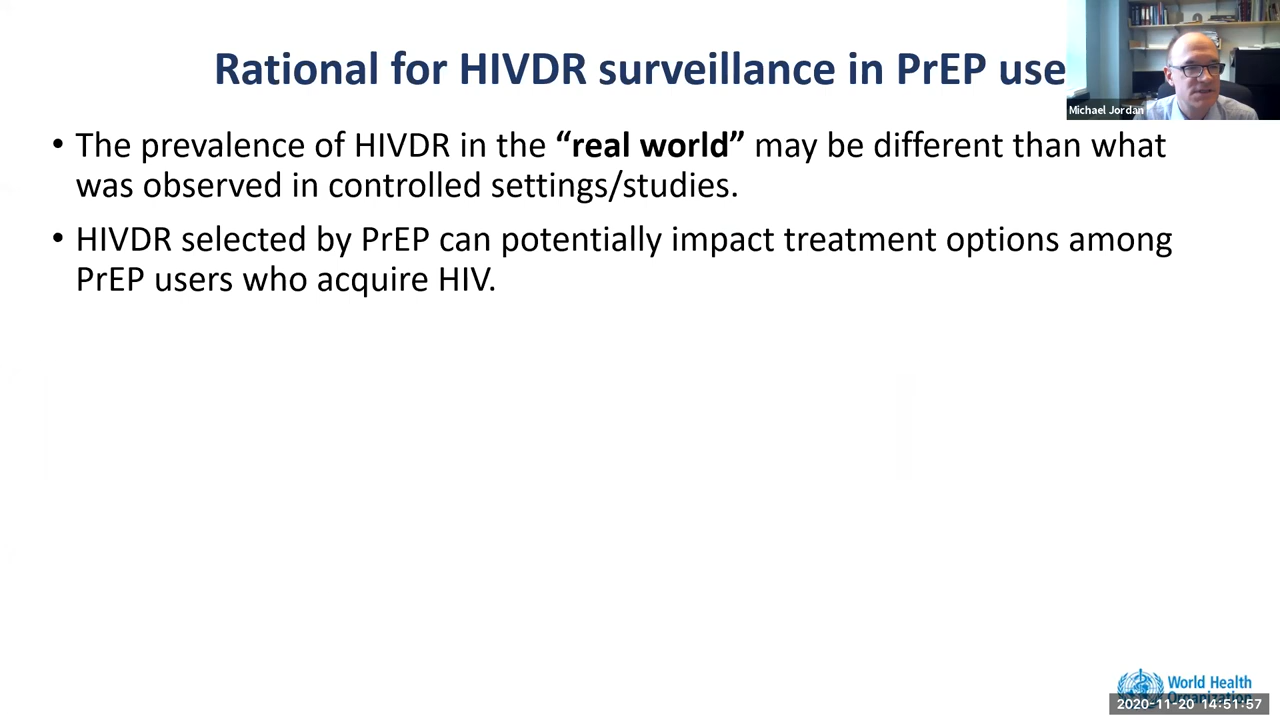 Rational for HIVDR surveillance in PrEP use
Michael Jordan
• The prevalence of HIVDR in the “real world” may be different than what
was observed in controlled settings/studies.
• HIVDR selected by PrEP can potentially impact treatment options among
PrEP users who acquire HIV.
World Health
Organization
2020-11-20 14:51:57